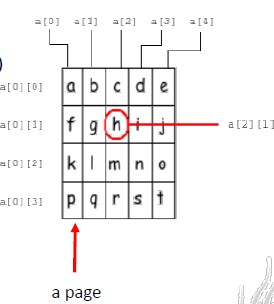 a[0] a[1] a[2] a[3] a[4]
)
a[0][0] a b c d e
a[0][1] f g h i j a[2][1]
a[0][2] k l m n o
a[0][3] p q r s t
a page